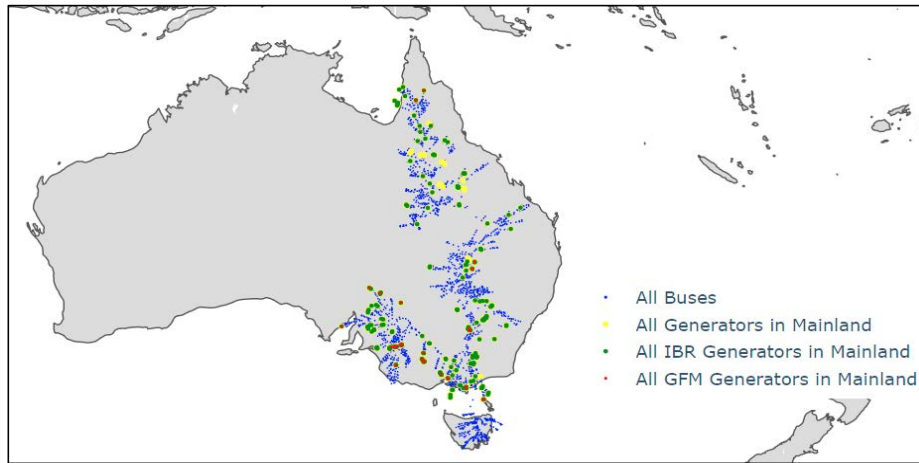 All Buses
All Generators in Mainland
All IBR Generators in Mainland
All GFM Generators in Mainland